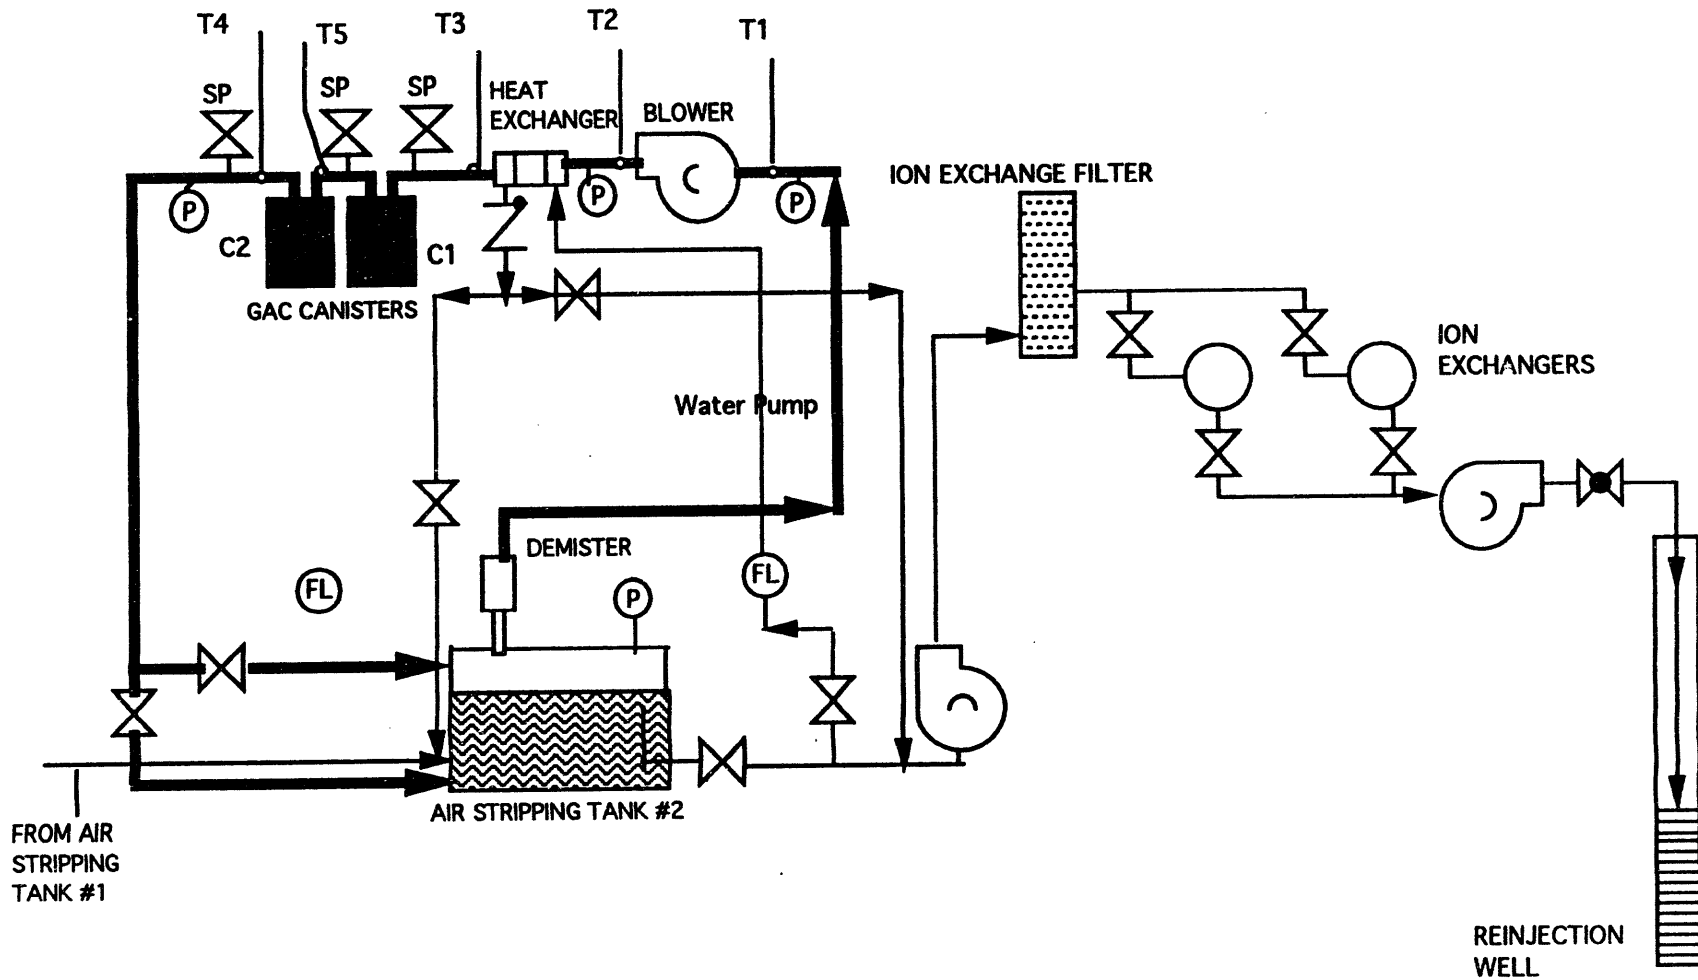 T4
T5
T3
T2
T1
SP
SP
SP
HEAT
EXCHANGER
BLOWER
P
P
P
C2
C1
GAC CANISTERS
ION EXCHANGE FILTER
ION
EXCHANGERS
Water Pump
DEMISTER
FL
FL
P
AIR STRIPPING TANK #2
FROM AIR
STRIPPING
TANK #1
REINJECTION
WELL